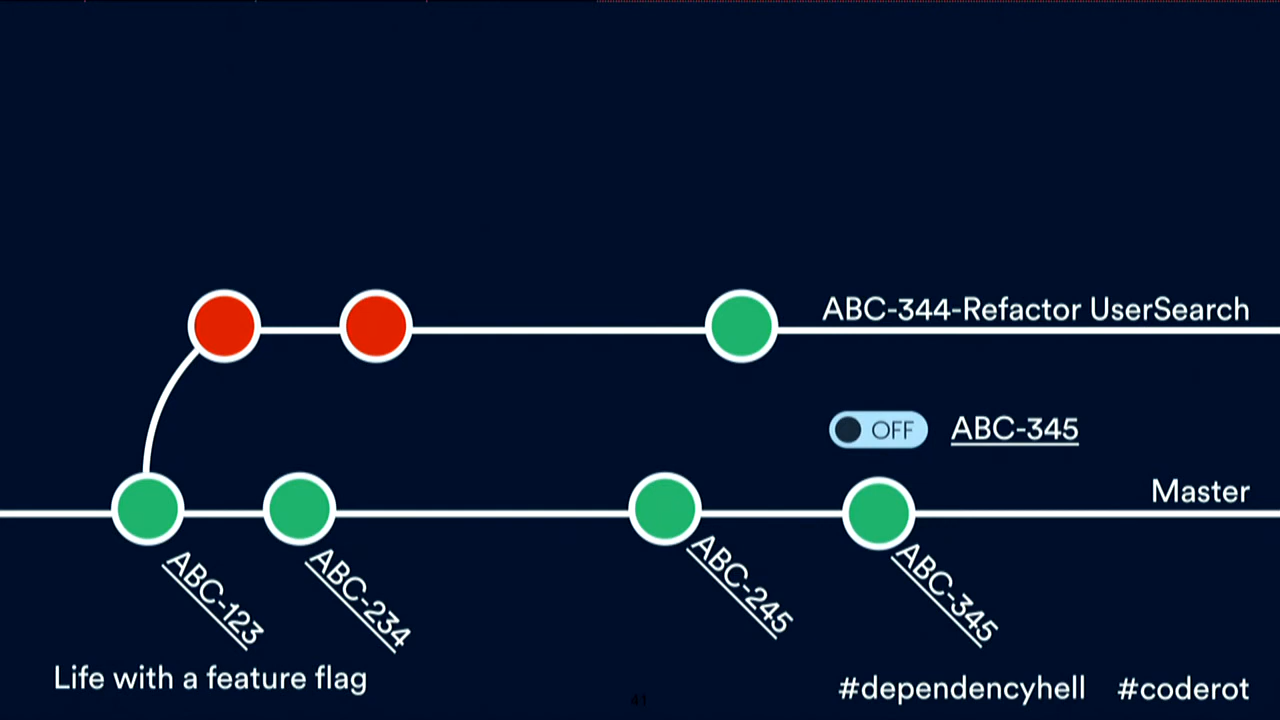 ABC-344-Refactor UserSearch
OFF
ABC-345
Master
ABC-123
ABC-234
ABC-245
ABC-345
Life with a feature flag
#dependencyhell
#coderot
41